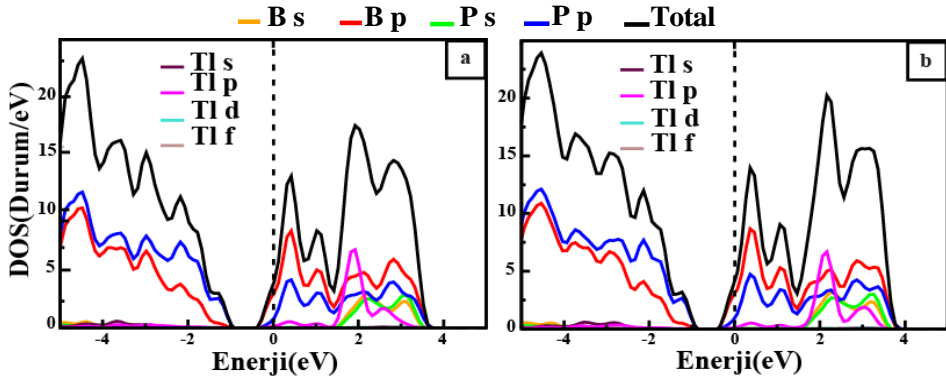 B s B p P s P p Total
a
Tl s
Tl p
Tl d
Tl f
20
15
10
5
0
-4 -2 0 2 4
DOS(Durum/eV)
Enerji(eV)
b
Tl s
Tl p
Tl d
Tl f
20
15
10
5
0
-4 -2 0 2 4
Enerji(eV)